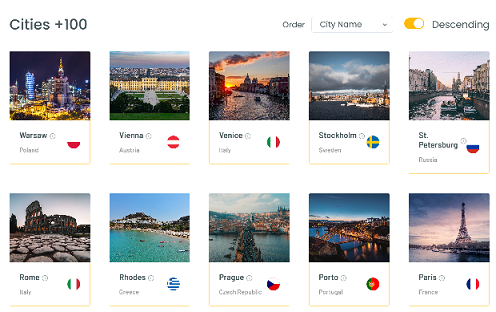 Cities +100
Order
City Name
Descending
Warsaw
Poland
Vienna
Austria
Venice
Italy
Stockholm
Sweden
St.
Petersburg
Russia
Rome
Italy
Rhodes
Greece
Prague
Czech Republic
Porto
Portugal
Paris
France